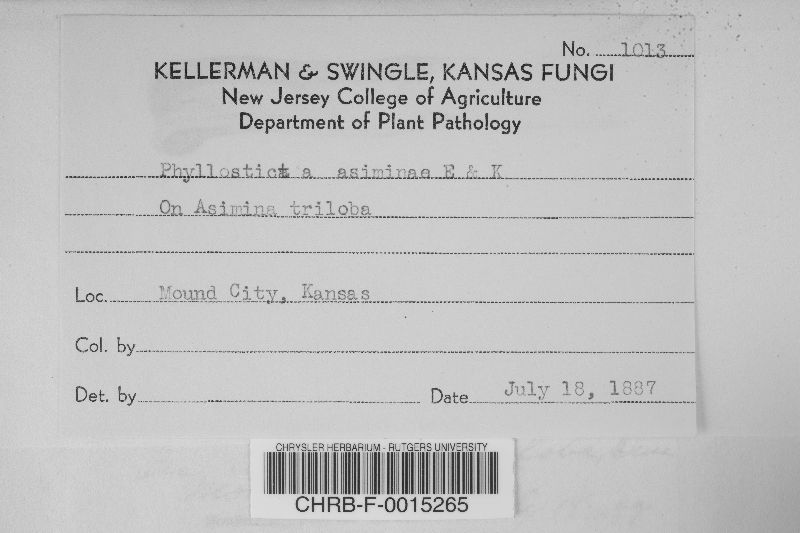 No. 1013
KELLERMAN & SWINGLE, KANSAS FUNGI
New Jersey College of Agriculture
Department of Plant Pathology
Phyllostict a asiminae E & K
On Asimina triloba
Loc. Mound City, Kansas
Col. by
Det. by Date July 18, 1887
CHRYSLER HERBARIUM - RUTGERS UNIVERSITY
CHRB-F-0015265